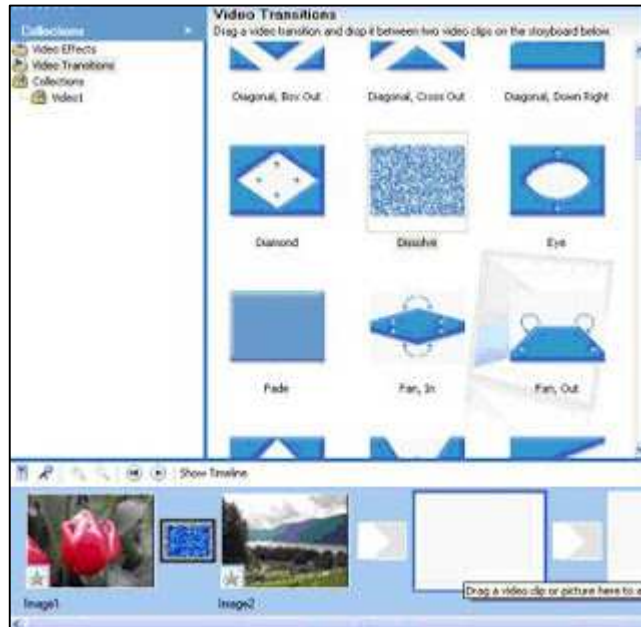 Collections
Video Effects
Video Transitions
Collections
Video1
Video Transitions
Drag a video transition and drop it between two video clips on the storyboard below.
Diagonal, Box Out
Diagonal, Cross Out
Diagonal, Down Right
Diamond
Dissolve
Eye
Fade
Fan, In
Fan, Out
Show Timeline
Image1
Image2
Drag a video clip or picture here to a